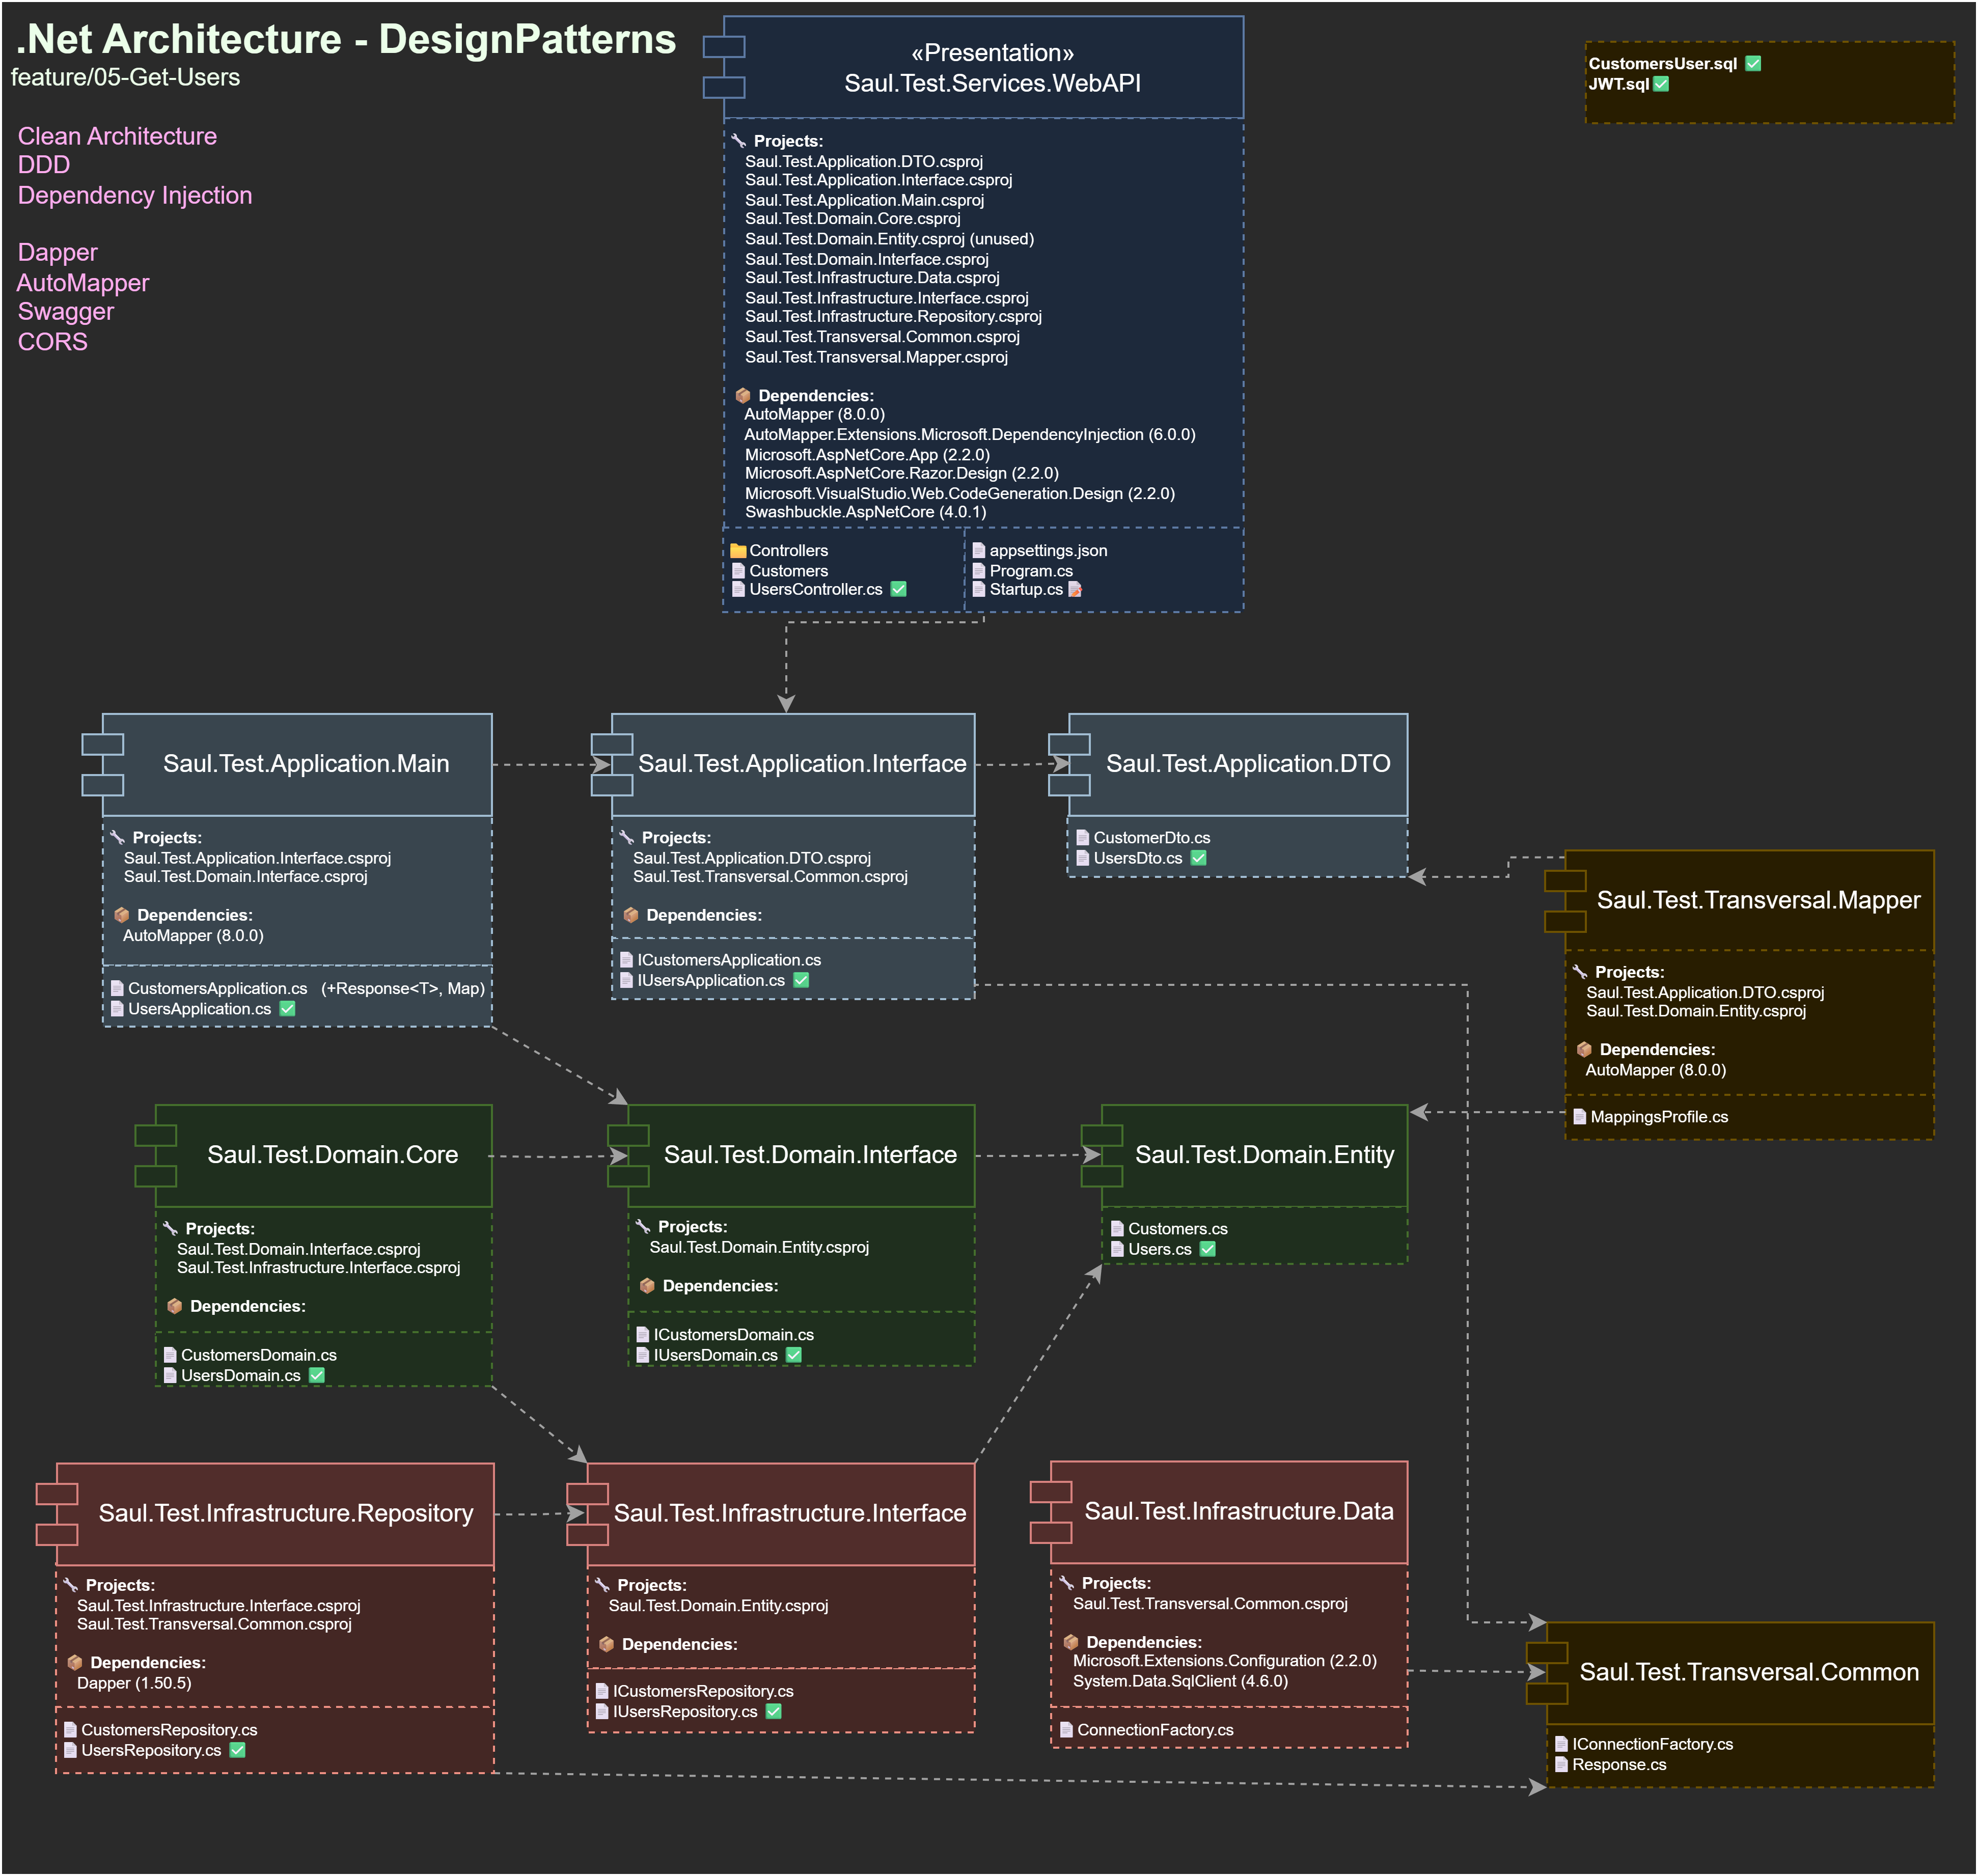 .Net Architecture - DesignPatterns
feature/05-Get-Users
Clean Architecture
DDD
Dependency Injection
Dapper
AutoMapper
Swagger
CORS
«Presentation»
Saul.Test.Services.WebAPI
Projects:
Saul.Test.Application.DTO.csproj
Saul.Test.Application.Interface.csproj
Saul.Test.Application.Main.csproj
Saul.Test.Domain.Core.csproj
Saul.Test.Domain.Entity.csproj (unused)
Saul.Test.Domain.Interface.csproj
Saul.Test.Infrastructure.Data.csproj
Saul.Test.Infrastructure.Interface.csproj
Saul.Test.Infrastructure.Repository.csproj
Saul.Test.Transversal.Common.csproj
Saul.Test.Transversal.Mapper.csproj
Dependencies:
AutoMapper (8.0.0)
AutoMapper.Extensions.Microsoft.DependencyInjection (6.0.0)
Microsoft.AspNetCore.App (2.2.0)
Microsoft.AspNetCore.Razor.Design (2.2.0)
Microsoft.VisualStudio.Web.CodeGeneration.Design (2.2.0)
Swashbuckle.AspNetCore (4.0.1)
Controllers
Customers
UsersController.cs
appsettings.json
Program.cs
Startup.cs
CustomersUser.sql
JWT.sql
Saul.Test.Application.Main
Projects:
Saul.Test.Application.Interface.csproj
Saul.Test.Domain.Interface.csproj
Dependencies:
AutoMapper (8.0.0)
CustomersApplication.cs (+Response<T>, Map)
UsersApplication.cs
Saul.Test.Application.Interface
Projects:
Saul.Test.Application.DTO.csproj
Saul.Test.Transversal.Common.csproj
Dependencies:
ICustomersApplication.cs
IUsersApplication.cs
Saul.Test.Application.DTO
CustomerDto.cs
UsersDto.cs
Saul.Test.Transversal.Mapper
Projects:
Saul.Test.Application.DTO.csproj
Saul.Test.Domain.Entity.csproj
Dependencies:
AutoMapper (8.0.0)
MappingsProfile.cs
Saul.Test.Domain.Core
Projects:
Saul.Test.Domain.Interface.csproj
Saul.Test.Infrastructure.Interface.csproj
Dependencies:
CustomersDomain.cs
UsersDomain.cs
Saul.Test.Domain.Interface
Projects:
Saul.Test.Domain.Entity.csproj
Dependencies:
ICustomersDomain.cs
IUsersDomain.cs
Saul.Test.Domain.Entity
Customers.cs
Users.cs
Saul.Test.Infrastructure.Repository
Projects:
Saul.Test.Infrastructure.Interface.csproj
Saul.Test.Transversal.Common.csproj
Dependencies:
Dapper (1.50.5)
CustomersRepository.cs
UsersRepository.cs
Saul.Test.Infrastructure.Interface
Projects:
Saul.Test.Domain.Entity.csproj
Dependencies:
ICustomersRepository.cs
IUsersRepository.cs
Saul.Test.Infrastructure.Data
Projects:
Saul.Test.Transversal.Common.csproj
Dependencies:
Microsoft.Extensions.Configuration (2.2.0)
System.Data.SqlClient (4.6.0)
ConnectionFactory.cs
Saul.Test.Transversal.Common
IConnectionFactory.cs
Response.cs